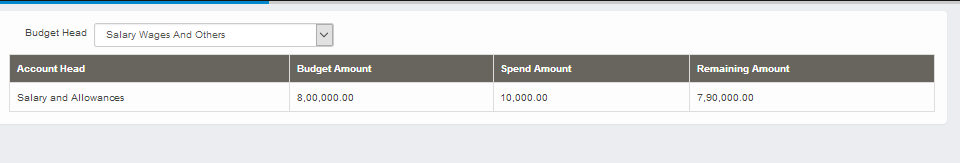 Budget Head Salary Wages And Others
Account Head Budget Amount Spend Amount Remaining Amount
Salary and Allowances 8,00,000.00 10,000.00 7,90,000.00